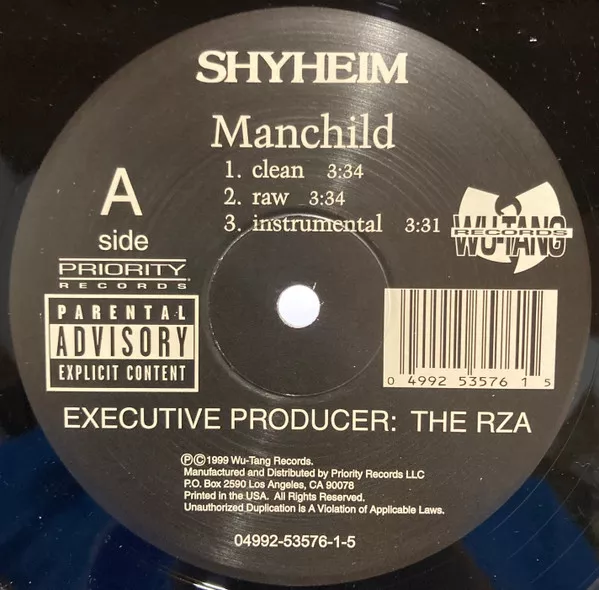 SHYHEIM
Manchild
1. clean 3:34
2. raw 3:34
3. instrumental 3:31
A
side
PRIORITY
RECORDS
WU-TANG
RECORDS
PARENTAL
ADVISORY
EXPLICIT CONTENT
0 4992 53576 1 5
EXECUTIVE PRODUCER: THE RZA
ⓅⒸ1999 Wu-Tang Records.
Manufactured and Distributed by Priority Records LLC
P.O. Box 2590 Los Angeles, CA 90078
Printed in the USA. All Rights Reserved.
Unauthorized Duplication is A Violation of Applicable Laws.
04992-53576-1-5